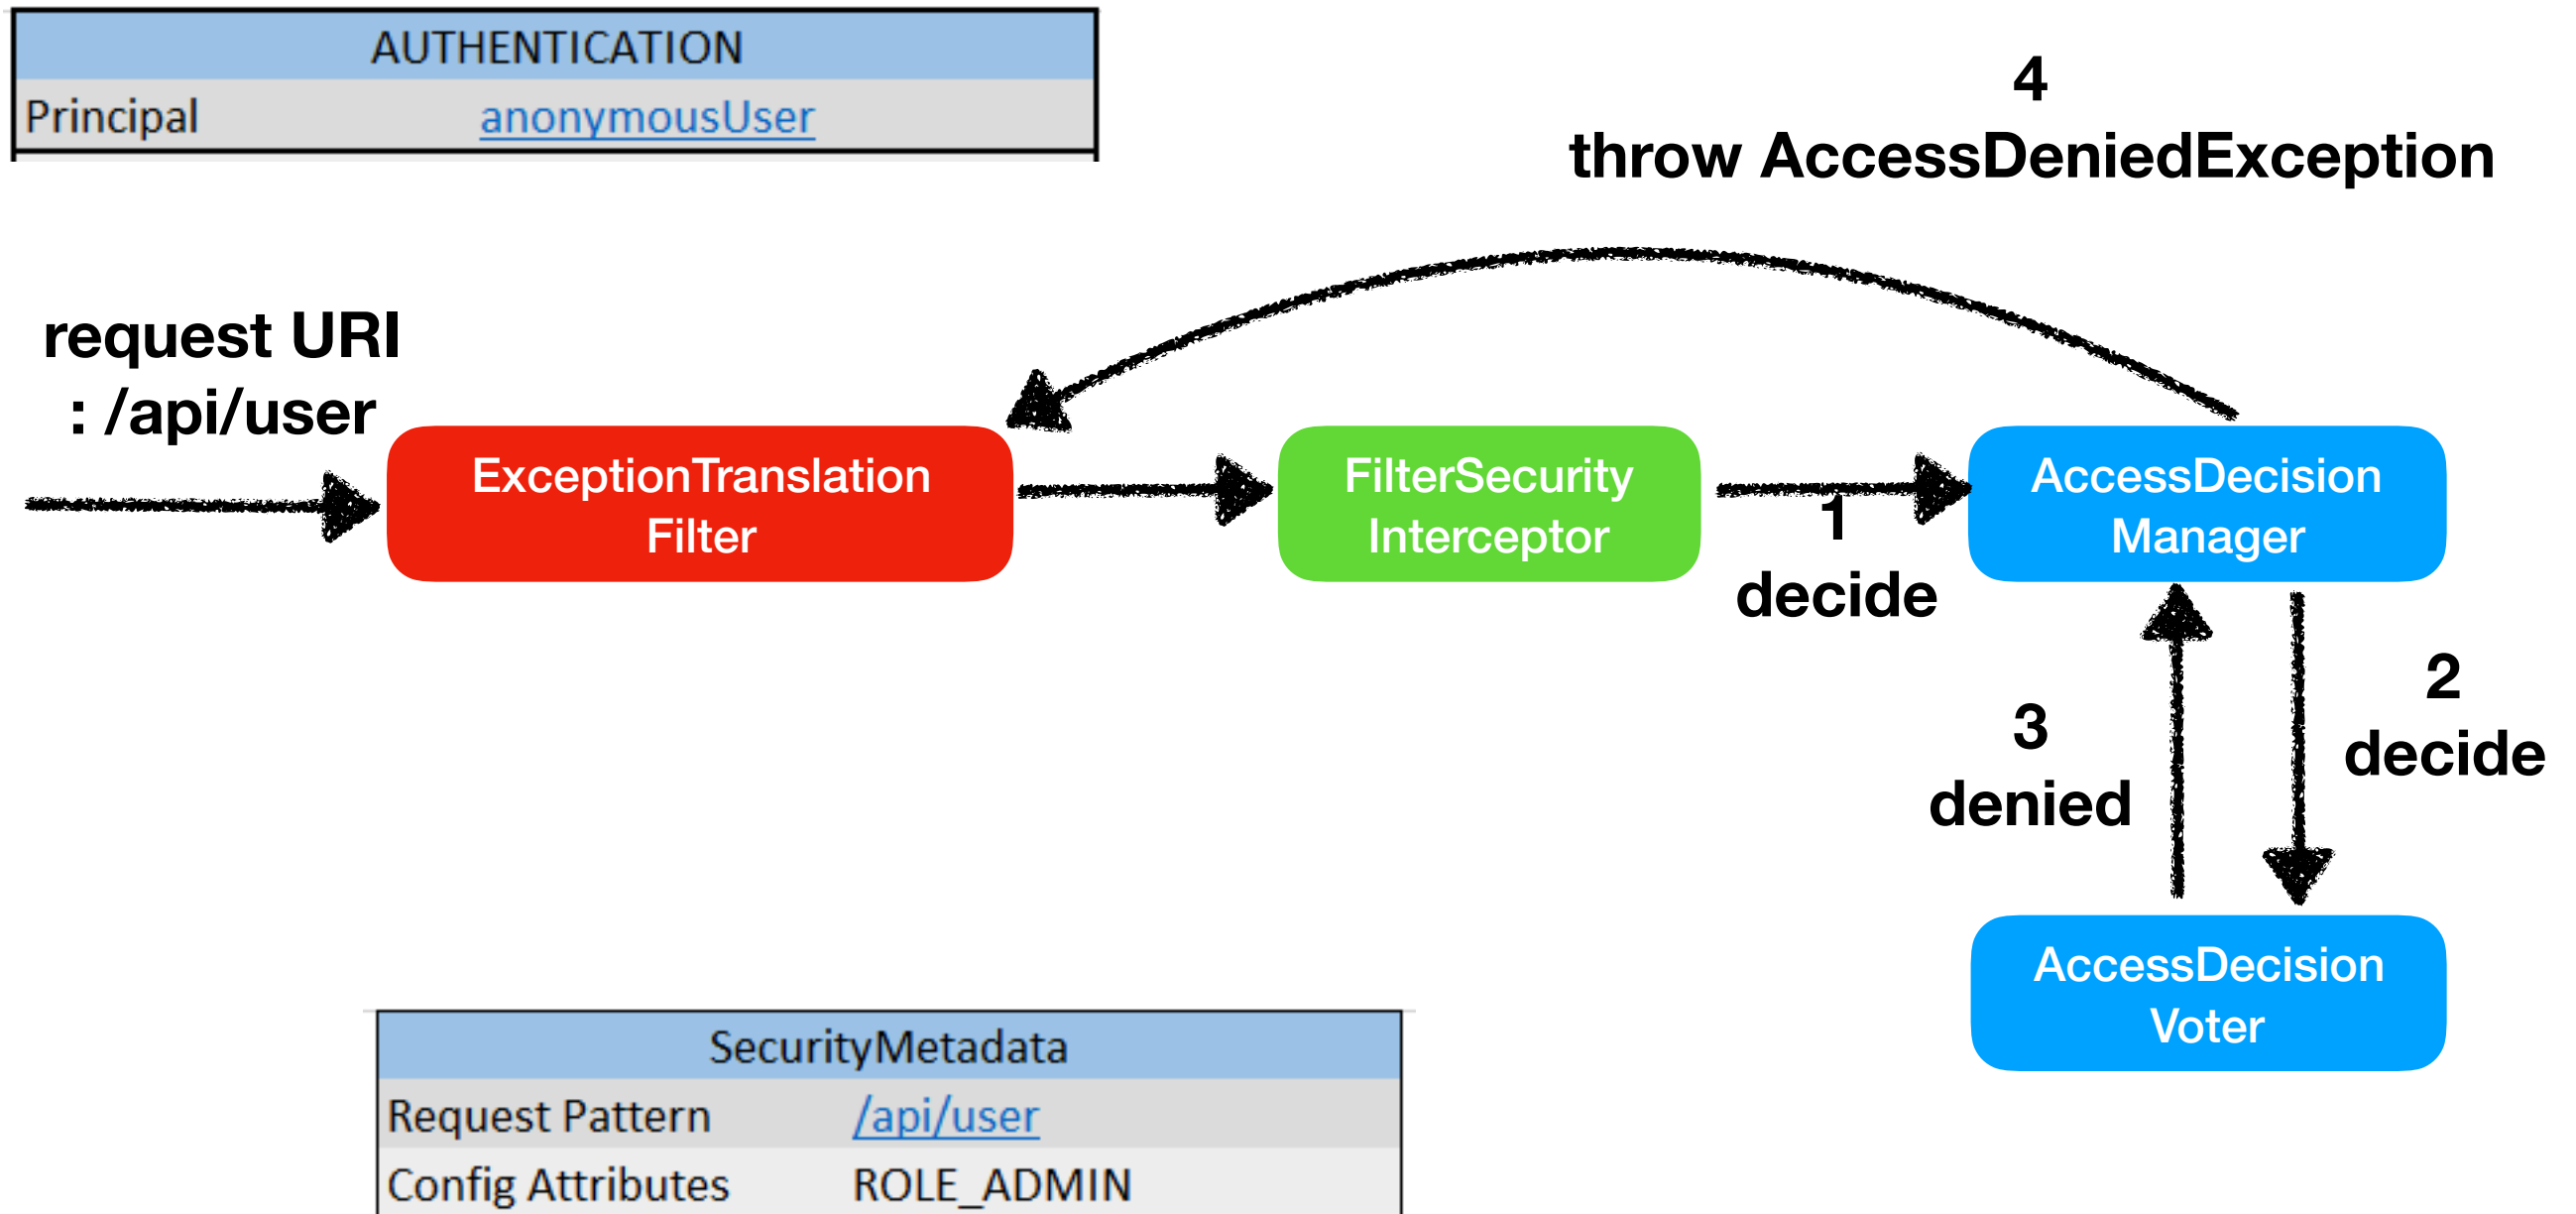 AUTHENTICATION
Principal anonymousUser
4
throw AccessDeniedException
request URI
: /api/user
ExceptionTranslation
Filter
FilterSecurity
Interceptor
1
decide
AccessDecision
Manager
2
decide
3
denied
AccessDecision
Voter
SecurityMetadata
Request Pattern /api/user
Config Attributes ROLE_ADMIN